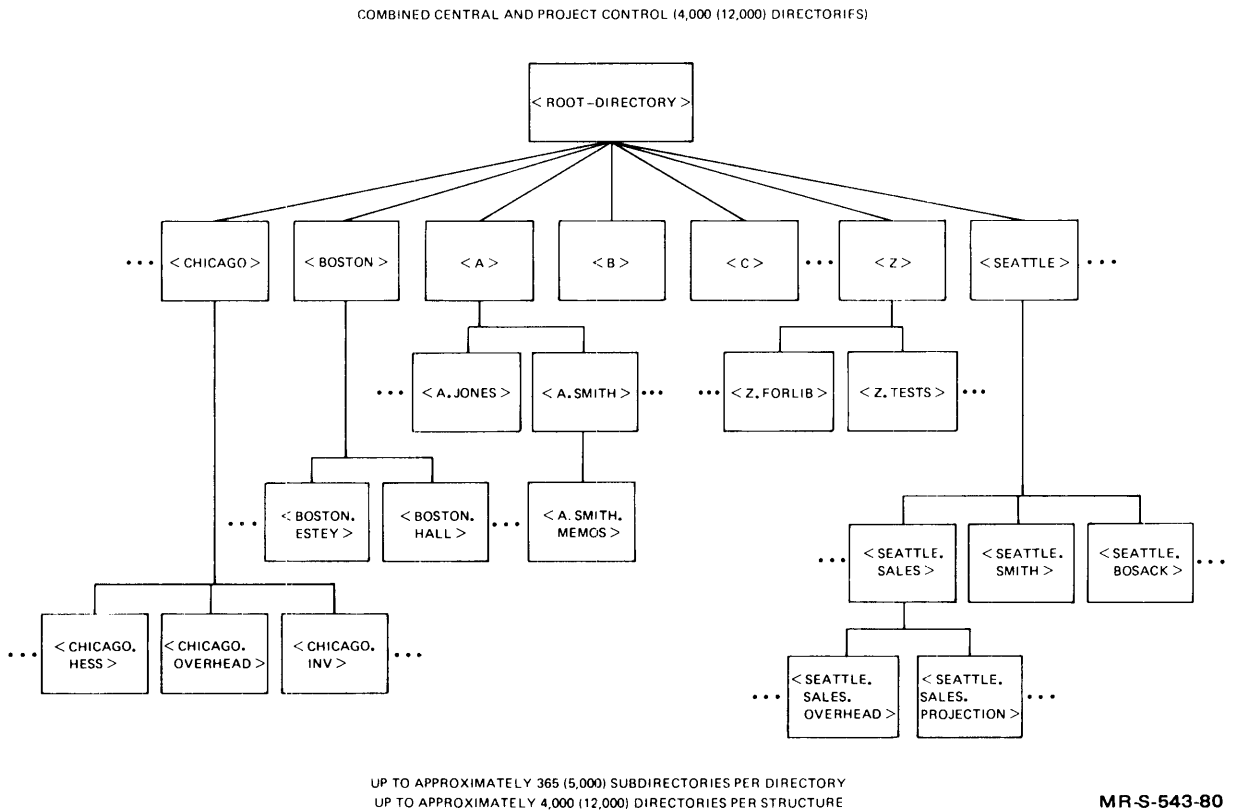 COMBINED CENTRAL AND PROJECT CONTROL (4,000 (12,000) DIRECTORIES)
< ROOT-DIRECTORY >
••• < CHICAGO > < BOSTON > < A > < B > < C > ••• < Z > < SEATTLE > •••
••• < A.JONES > < A.SMITH > ••• ••• < Z.FORLIB > < Z.TESTS > •••
••• < BOSTON.
ESTEY >
< BOSTON.
HALL > •••
< A.SMITH.
MEMOS >
••• < SEATTLE.
SALES >
< SEATTLE.
SMITH >
< SEATTLE.
BOSACK > •••
••• < CHICAGO.
HESS >
< CHICAGO.
OVERHEAD >
< CHICAGO.
INV > •••
••• < SEATTLE.
SALES.
OVERHEAD >
< SEATTLE.
SALES.
PROJECTION > •••
UP TO APPROXIMATELY 365 (5,000) SUBDIRECTORIES PER DIRECTORY
UP TO APPROXIMATELY 4,000 (12,000) DIRECTORIES PER STRUCTURE
MR-S-543-80